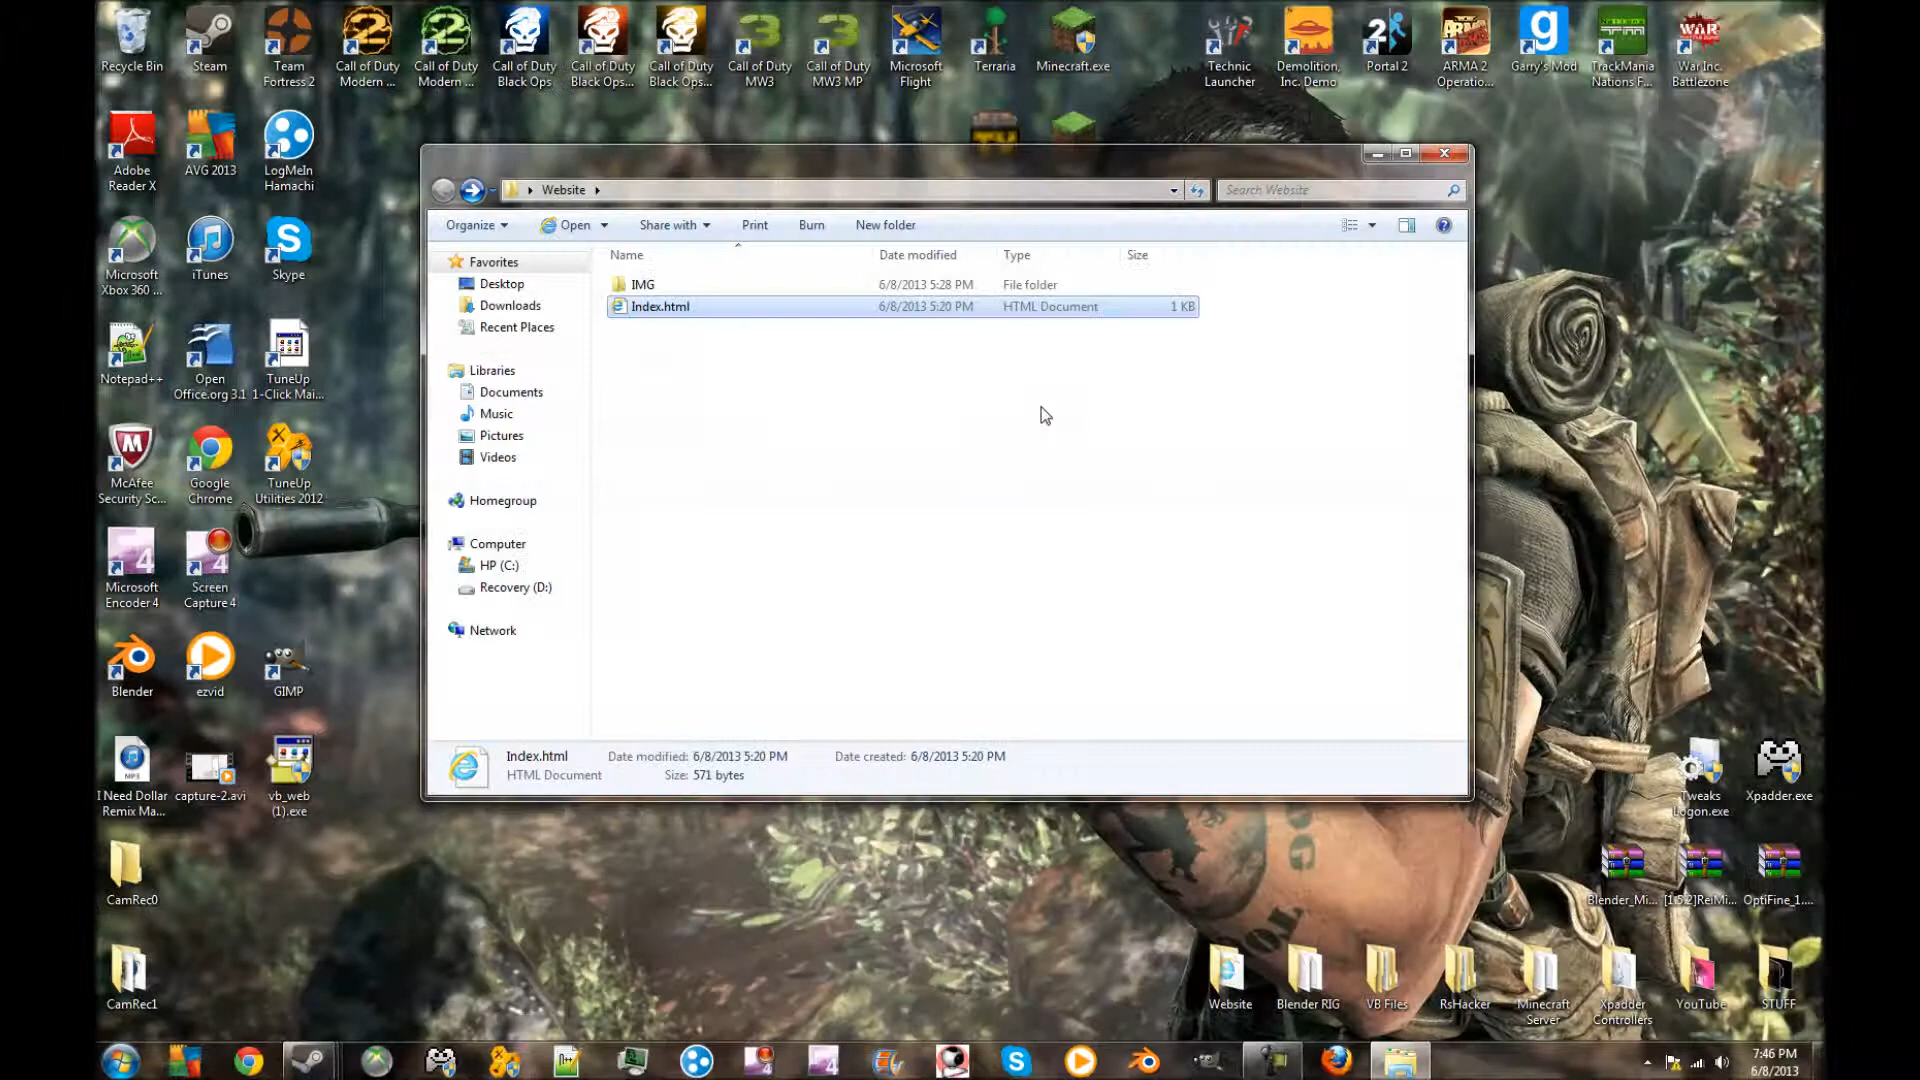 Recycle Bin
Steam
Team
Fortress 2
Call of Duty
Modern ...
Call of Duty
Modern ...
Call of Duty
Black Ops
Call of Duty
Black Ops...
Call of Duty
Black Ops...
Call of Duty
MW3
Call of Duty
MW3 MP
Microsoft
Flight
Terraria
Minecraft.exe
Technic
Launcher
Demolition,
Inc. Demo
Portal 2
ARMA 2
Operatio...
Garry's Mod
TrackMania
Nations F...
War Inc.
Battlezone
Adobe
Reader X
AVG 2013
LogMeIn
Hamachi
Microsoft
Xbox 360 ...
iTunes
Skype
Notepad++
Open
Office.org 3.1
TuneUp
1-Click Mai...
McAfee
Security Sc...
Google
Chrome
TuneUp
Utilities 2012
Microsoft
Encoder 4
Screen
Capture 4
Blender
ezvid
GIMP
I Need Dollar
Remix Ma...
capture-2.avi
vb_web
(1).exe
CamRec0
CamRec1
Website
Search Website
Organize
Open
Share with
Print
Burn
New folder
Favorites
Desktop
Downloads
Recent Places
Libraries
Documents
Music
Pictures
Videos
Homegroup
Computer
HP (C:)
Recovery (D:)
Network
Name
Date modified
Type
Size
IMG
6/8/2013 5:28 PM
File folder
Index.html
6/8/2013 5:20 PM
HTML Document
1 KB
Index.html
Date modified: 6/8/2013 5:20 PM
Date created: 6/8/2013 5:20 PM
HTML Document
Size: 571 bytes
Tweaks
Logon.exe
Xpadder.exe
Blender_Mi...
[1.5.2]ReiMi...
OptiFine_1....
Website
Blender RIG
VB Files
RsHacker
Minecraft
Server
Xpadder
Controllers
YouTube
STUFF
7:46 PM
6/8/2013